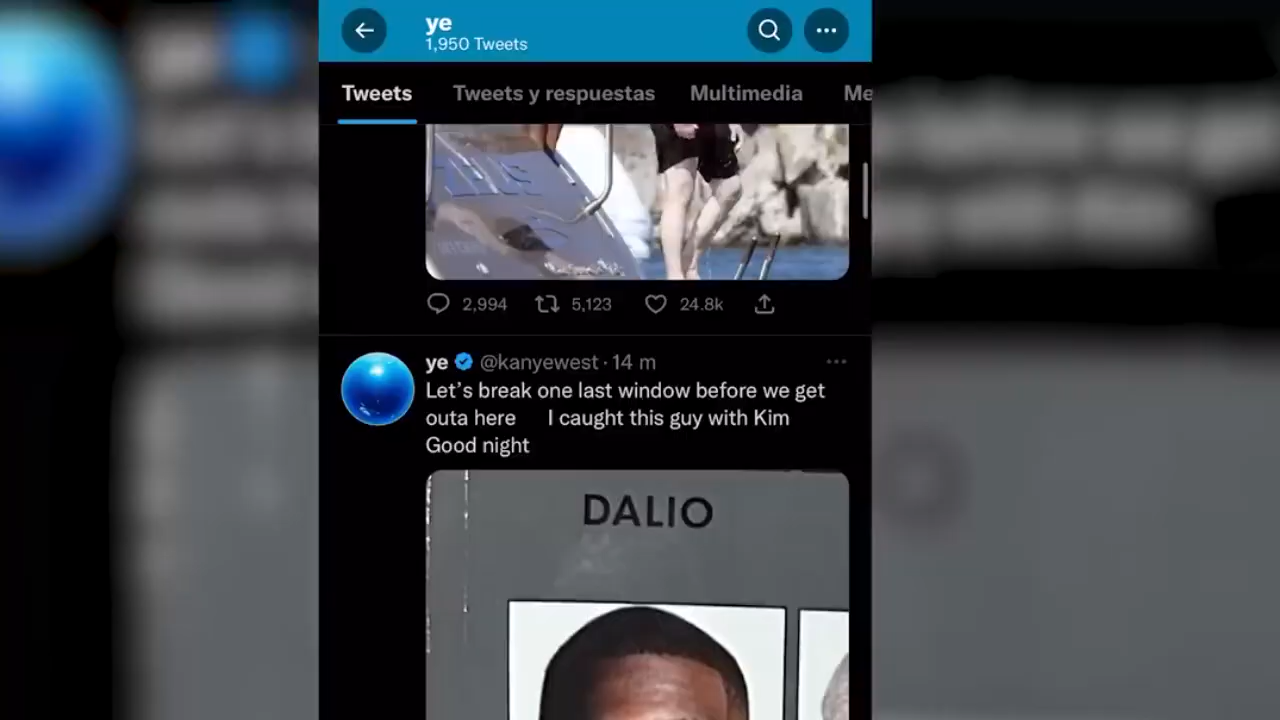 ye
1,950 Tweets
Tweets Tweets y respuestas Multimedia Me
2,994 5,123 24.8k
ye @kanyewest · 14 m
Let's break one last window before we get
outa here I caught this guy with Kim
Good night
DALIO